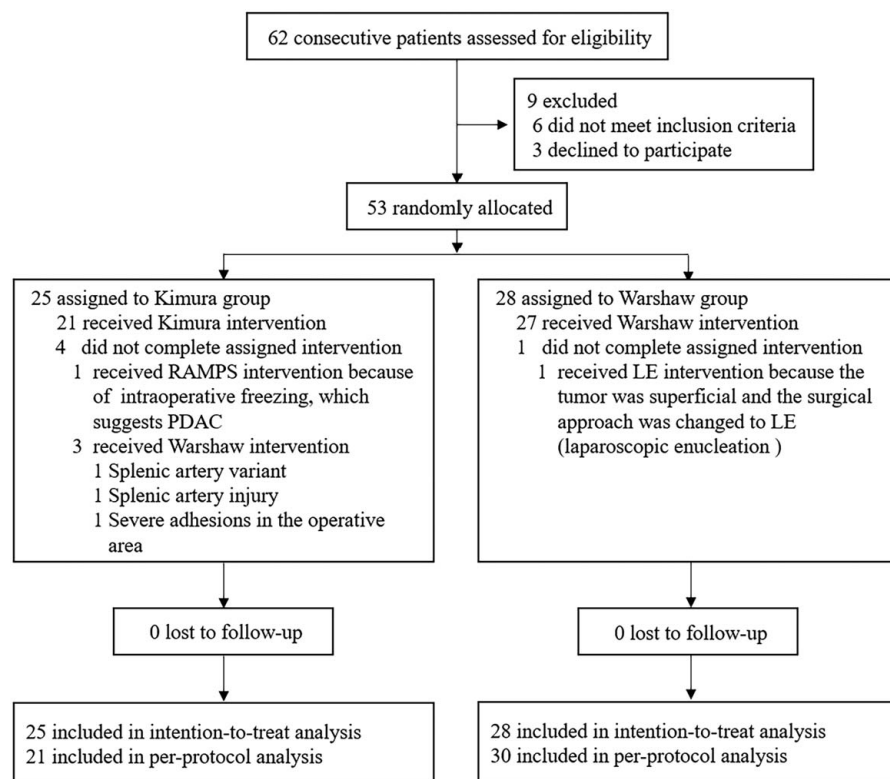 62 consecutive patients assessed for eligibility
9 excluded
6 did not meet inclusion criteria
3 declined to participate
53 randomly allocated
25 assigned to Kimura group
21 received Kimura intervention
4 did not complete assigned intervention
1 received RAMPS intervention because
of intraoperative freezing, which
suggests PDAC
3 received Warshaw intervention
1 Splenic artery variant
1 Splenic artery injury
1 Severe adhesions in the operative
area
28 assigned to Warshaw group
27 received Warshaw intervention
1 did not complete assigned intervention
1 received LE intervention because the
tumor was superficial and the surgical
approach was changed to LE
(laparoscopic enucleation )
0 lost to follow-up
0 lost to follow-up
25 included in intention-to-treat analysis
21 included in per-protocol analysis
28 included in intention-to-treat analysis
30 included in per-protocol analysis